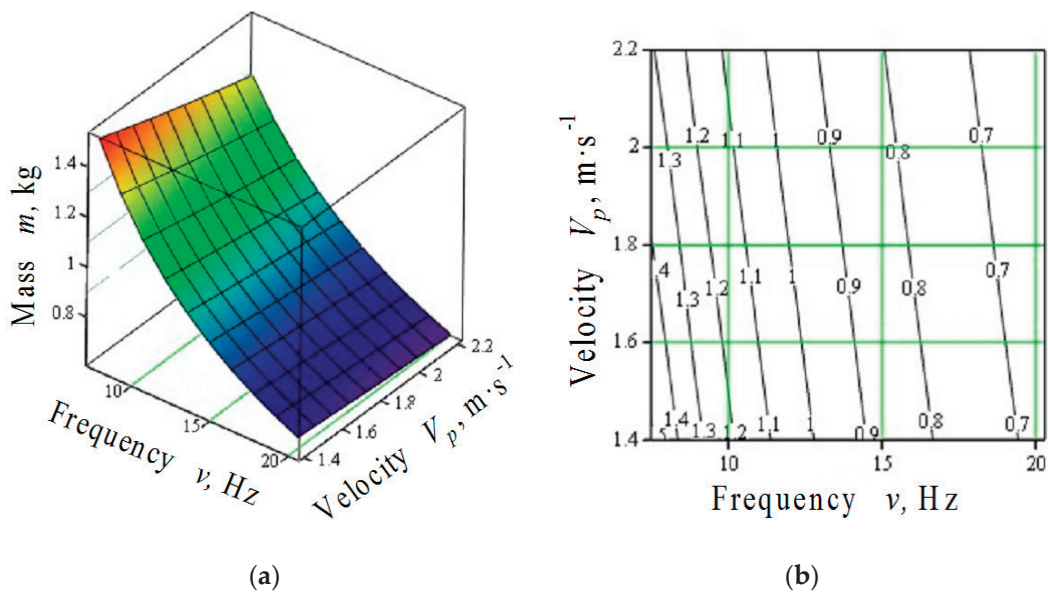 Mass m, kg
1.4
1.2
1
0.8
10
15
20
Frequency ν, Hz
1.4
1.6
1.8
2
2.2
Velocity Vp, m·s-1
(a)
Velocity Vp, m·s-1
2.2
2
1.8
1.6
1.4
1.3 1.2 1.1 1 0.9 0.8 0.7
.4 1.3 1.2 1.1 1 0.9 0.8 0.7
1.4 1.3 1.2 1.1 1 0.9 0.8 0.7
10 15 20
Frequency ν, Hz
(b)